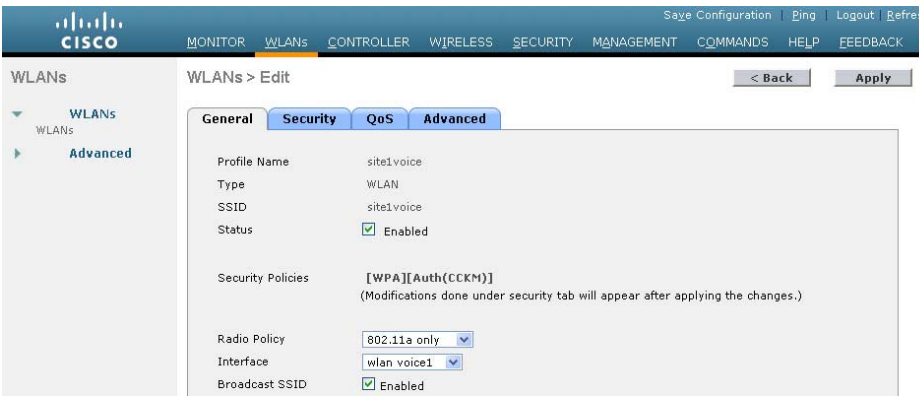 Save Configuration | Ping | Logout | Refre
CISCO
MONITOR WLANs CONTROLLER WIRELESS SECURITY MANAGEMENT COMMANDS HELP FEEDBACK
WLANs
WLANs > Edit
< Back
Apply
WLANs
WLANs
Advanced
General Security QoS Advanced
Profile Name site1voice
Type WLAN
SSID site1voice
Status Enabled
Security Policies [WPA][Auth(CCKM)]
(Modifications done under security tab will appear after applying the changes.)
Radio Policy 802.11a only
Interface wlan voice1
Broadcast SSID Enabled